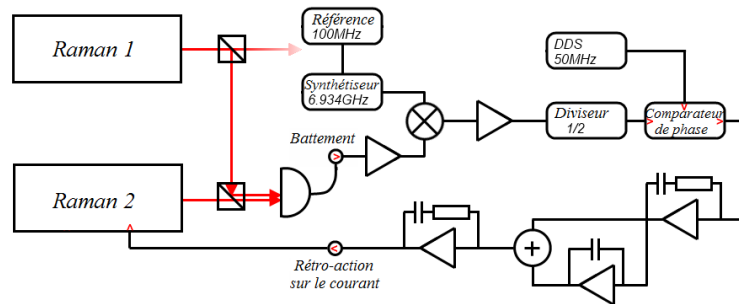 Raman 1
Référence
100MHz
DDS
50MHz
Synthétiseur
6.934GHz
Battement
Diviseur
1/2
Comparateur
de phase
Raman 2
+
Rétro-action
sur le courant